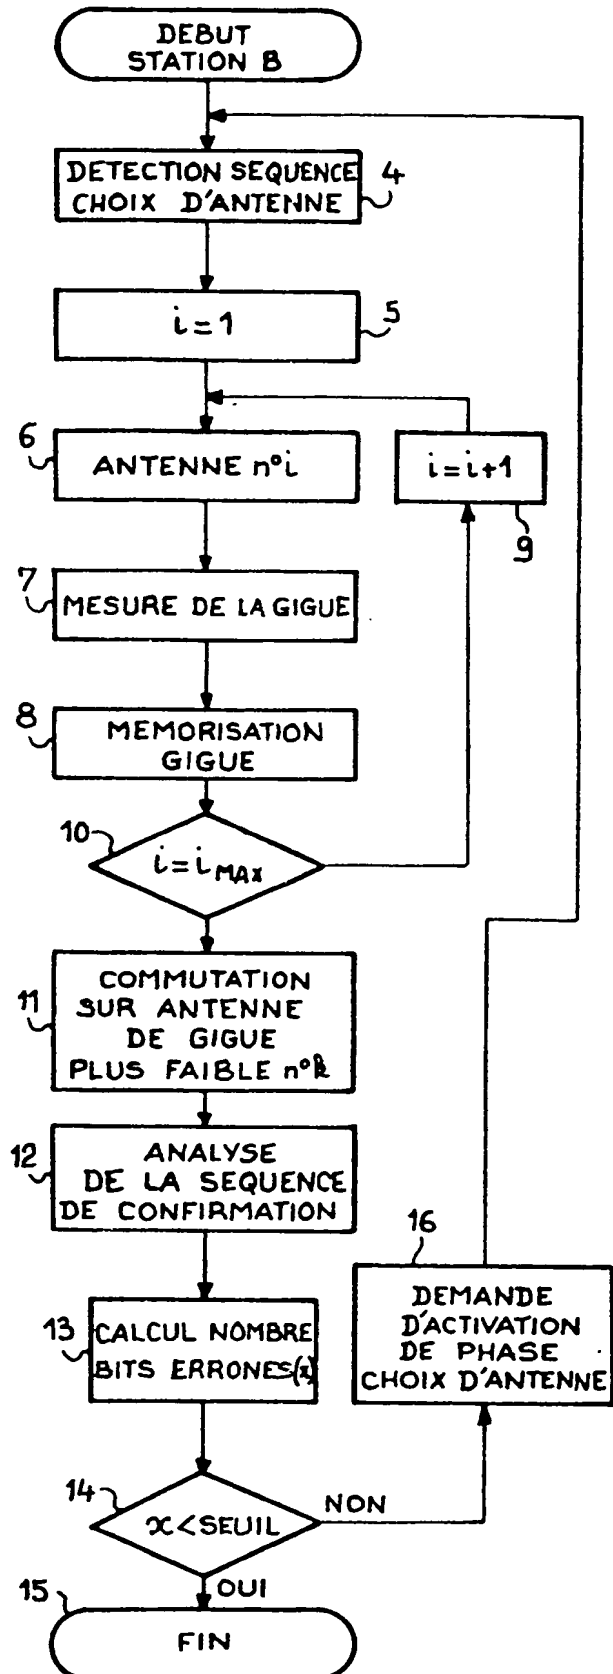 DEBUT
STATION B
DETECTION SEQUENCE
CHOIX D'ANTENNE
4
i=1
5
6
ANTENNE n°i
i=i+1
9
7
MESURE DE LA GIGUE
8
MEMORISATION
GIGUE
10
i=iMAX
11
COMMUTATION
SUR ANTENNE
DE GIGUE
PLUS FAIBLE n°k
12
ANALYSE
DE LA SEQUENCE
DE CONFIRMATION
13
CALCUL NOMBRE
BITS ERRONES(x)
16
DEMANDE
D'ACTIVATION
DE PHASE
CHOIX D'ANTENNE
14
x<SEUIL
NON
OUI
15
FIN